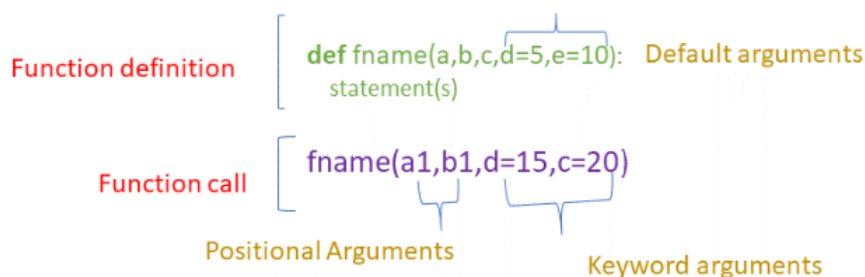 Function definition
def fname(a,b,c,d=5,e=10):
Default arguments
statement(s)
fname(a1,b1,d=15,c=20)
Function call
Positional Arguments
Keyword arguments